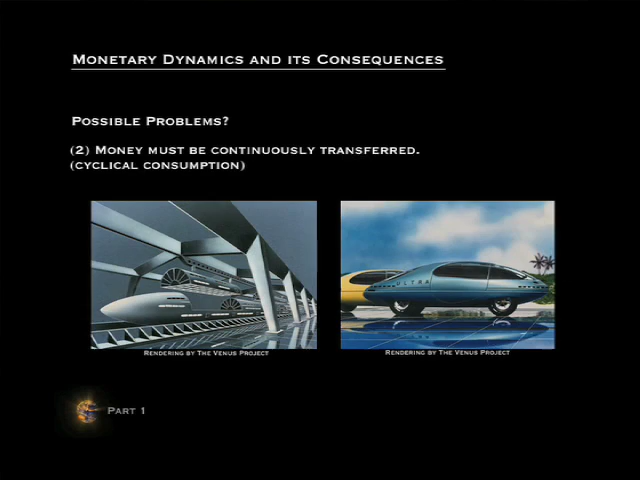 Monetary Dynamics and its Consequences
Possible Problems?
(2) Money must be continuously transferred.
(cyclical consumption)
ULTRA
Rendering by The Venus Project
Rendering by The Venus Project
Part 1